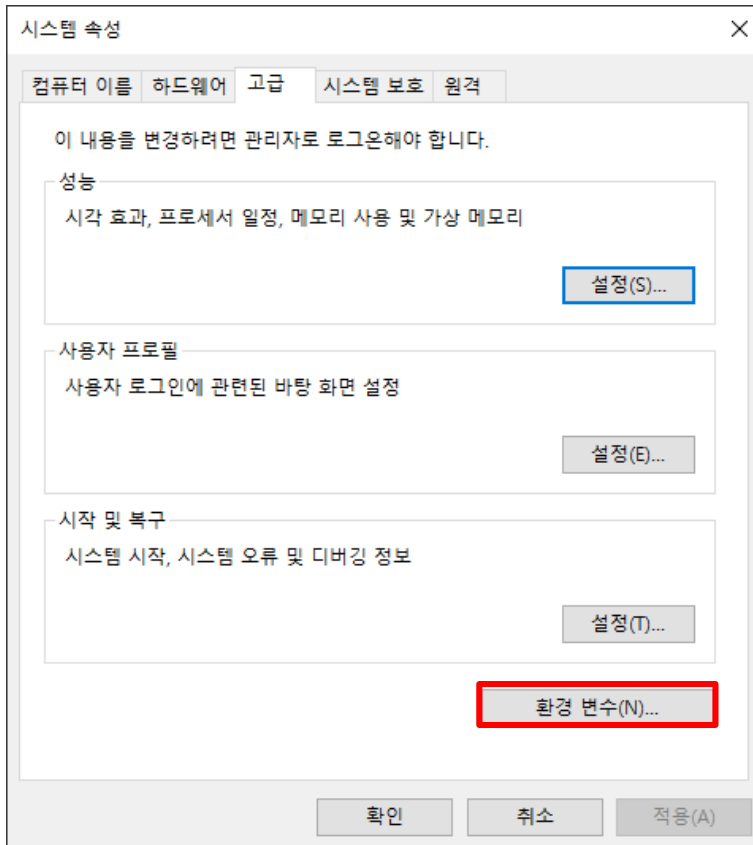 시스템 속성
컴퓨터 이름 하드웨어 고급 시스템 보호 원격
이 내용을 변경하려면 관리자로 로그온해야 합니다.
성능
시각 효과, 프로세서 일정, 메모리 사용 및 가상 메모리
설정(S)...
사용자 프로필
사용자 로그인에 관련된 바탕 화면 설정
설정(E)...
시작 및 복구
시스템 시작, 시스템 오류 및 디버깅 정보
설정(T)...
환경 변수(N)...
확인 취소 적용(A)